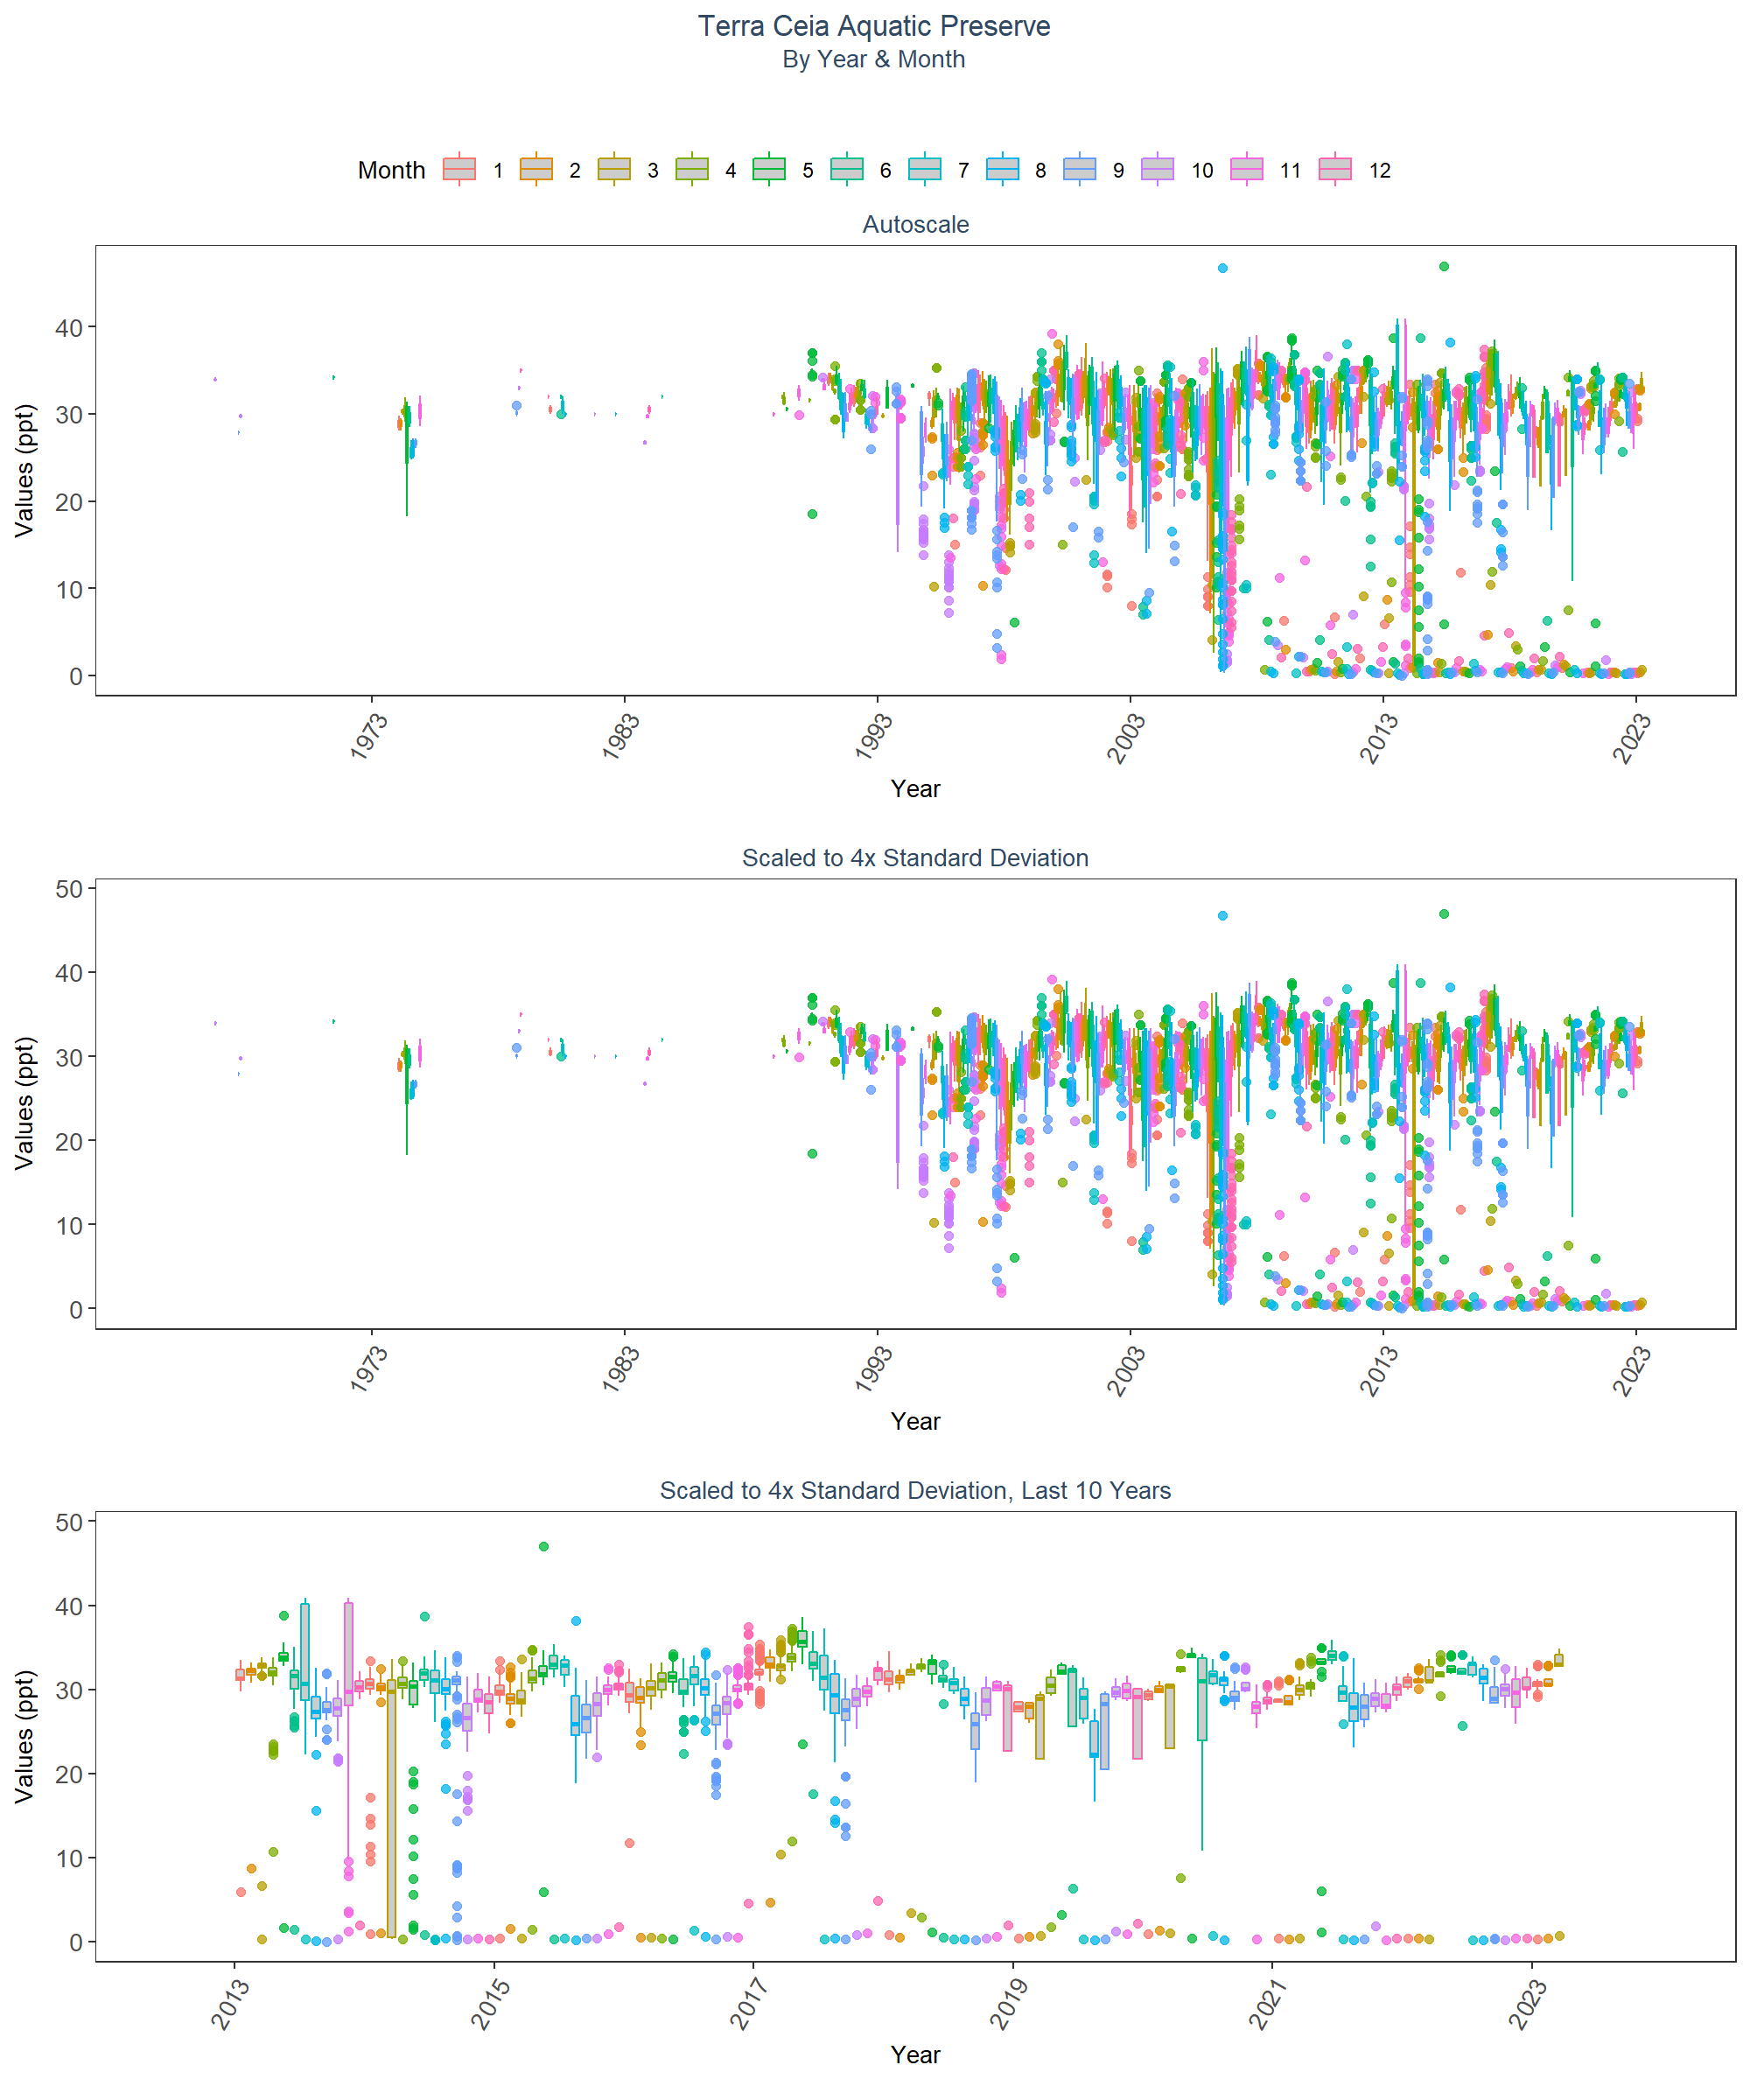 Terra Ceia Aquatic Preserve
By Year & Month
Month 1 2 3 4 5 6 7 8 9 10 11 12
Autoscale
Values (ppt)
40
30
20
10
0
1973 1983 1993 2003 2013 2023
Year
Scaled to 4x Standard Deviation
Values (ppt)
50
40
30
20
10
0
1973 1983 1993 2003 2013 2023
Year
Scaled to 4x Standard Deviation, Last 10 Years
Values (ppt)
50
40
30
20
10
0
2013 2015 2017 2019 2021 2023
Year